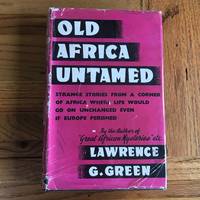 OLD
AFRICA
UNTAMED
STRANGE STORIES FROM A CORNER
OF AFRICA WHERE LIFE WOULD
GO ON UNCHANGED EVEN
IF EUROPE PERISHED
By the Author of
"Great African Mysteries" etc.
LAWRENCE
G. GREEN